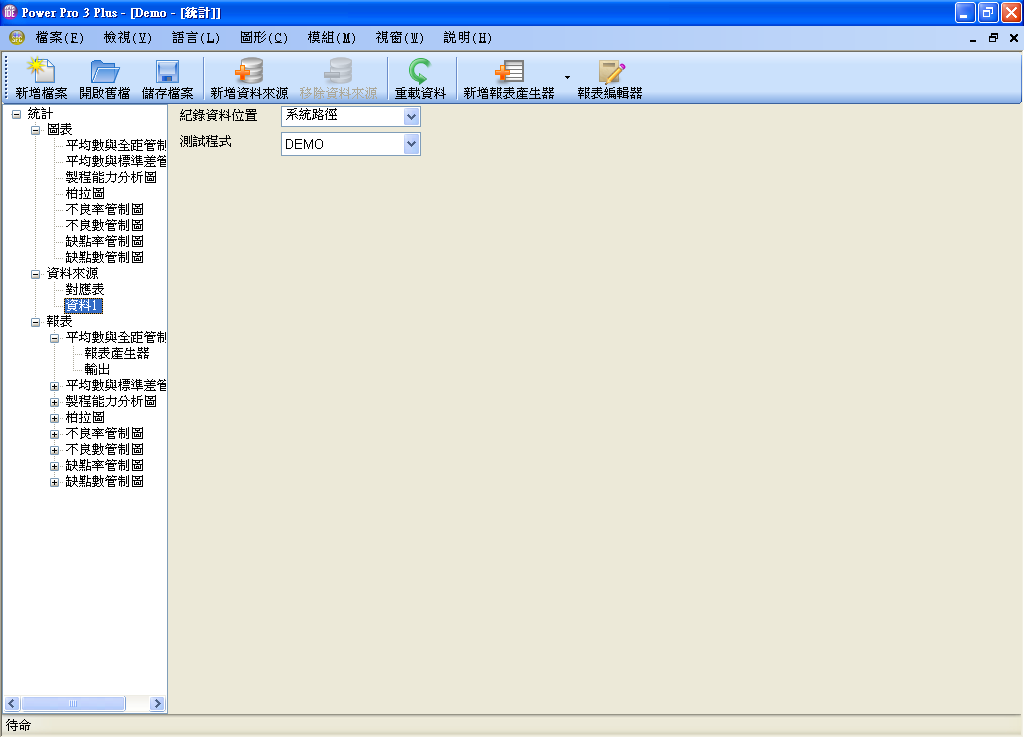 Power Pro 3 Plus - [Demo - [統計]]
檔案(F) 檢視(V) 語言(L) 圖形(C) 模組(M) 視窗(W) 說明(H)
新增檔案 開啟舊檔 儲存檔案 新增資料來源 移除資料來源 重載資料 新增報表產生器 報表編輯器
統計
圖表
平均數與全距管制
平均數與標準差管
製程能力分析圖
柏拉圖
不良率管制圖
不良數管制圖
缺點率管制圖
缺點數管制圖
資料來源
對應表
資料1
報表
平均數與全距管制
報表產生器
輸出
平均數與標準差管
製程能力分析圖
柏拉圖
不良率管制圖
不良數管制圖
缺點率管制圖
缺點數管制圖
紀錄資料位置 系統路徑
測試程式 DEMO
待命